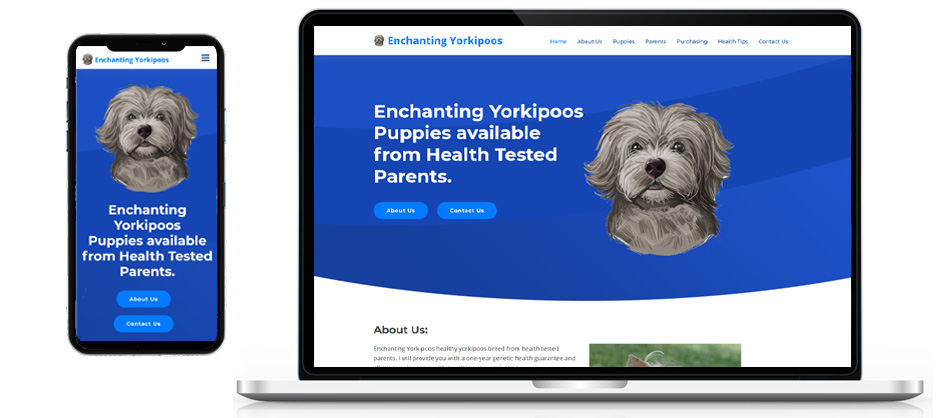 Enchanting Yorkipoos
Enchanting
Yorkipoos
Puppies available
from Health Tested
Parents.
About Us
Contact Us
Enchanting Yorkipoos
Home About Us Puppies Parents Purchasing Health Tips Contact Us
Enchanting Yorkipoos
Puppies available
from Health Tested
Parents.
About Us Contact Us
About Us:
Enchanting Yorkipoos healthy yorkipoos breed from health tested
parents. I will provide you with a one-year genetic health guarantee and